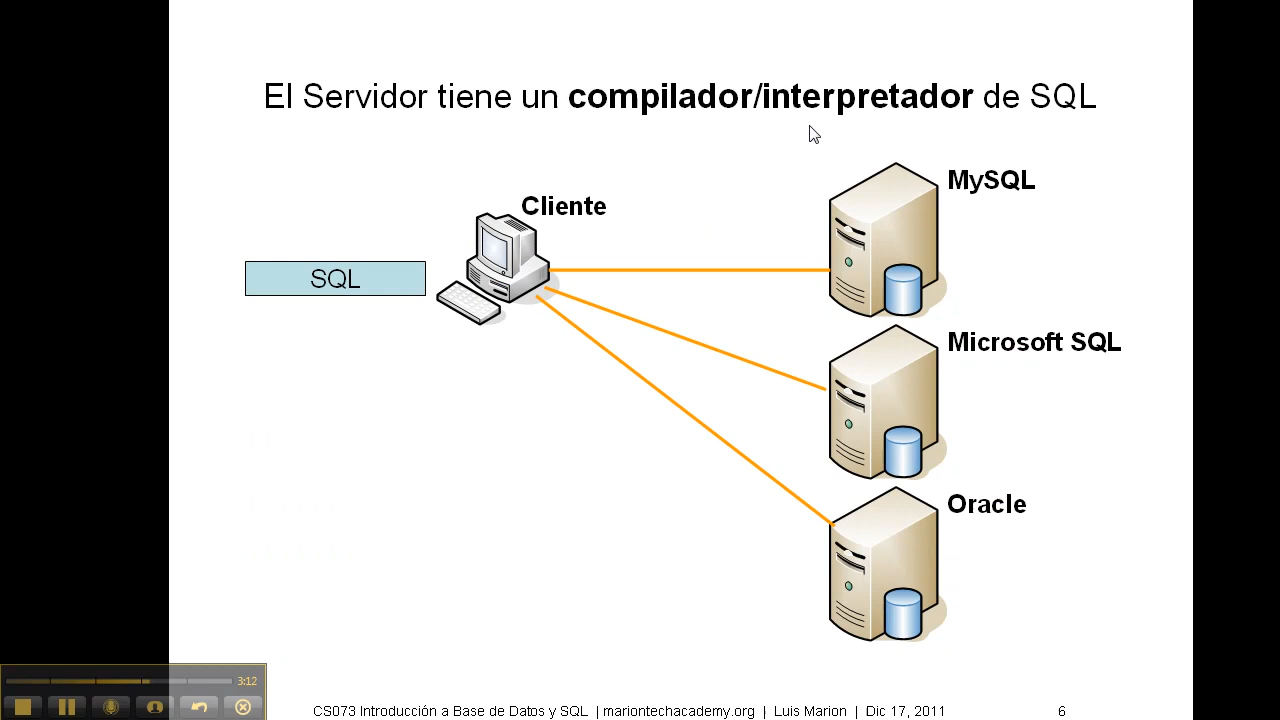 El Servidor tiene un compilador/interpretador de SQL
MySQL
Cliente
SQL
Microsoft SQL
Oracle
3:12
CS073 Introducción a Base de Datos y SQL | mariontechacademy.org | Luis Marion | Dic 17, 2011
6